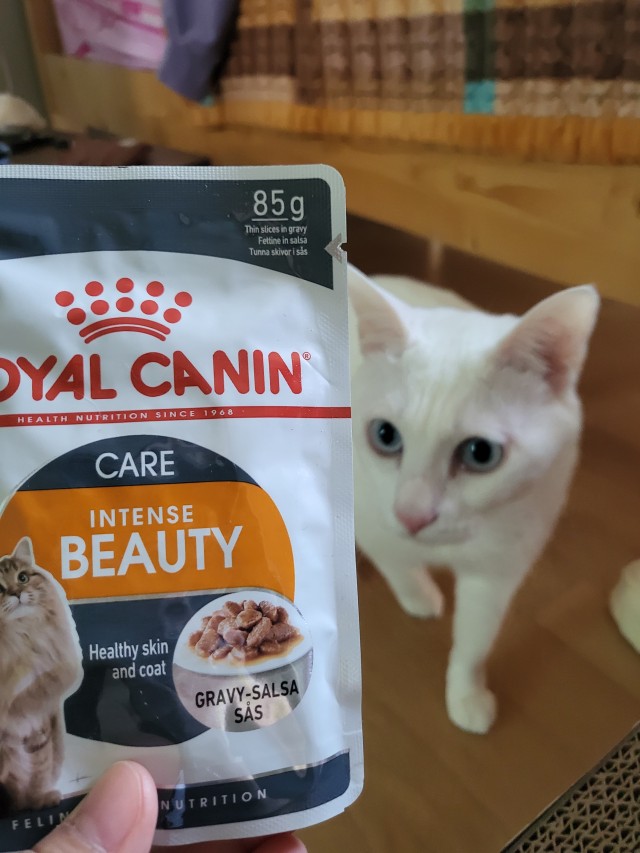 85g
Thin slices in gravy
Fettine in salsa
Tunna skivor i sås
OYAL CANIN®
HEALTH NUTRITION SINCE 1968
CARE
INTENSE
BEAUTY
Healthy skin
and coat
GRAVY-SALSA
SÅS
FELIN NUTRITION